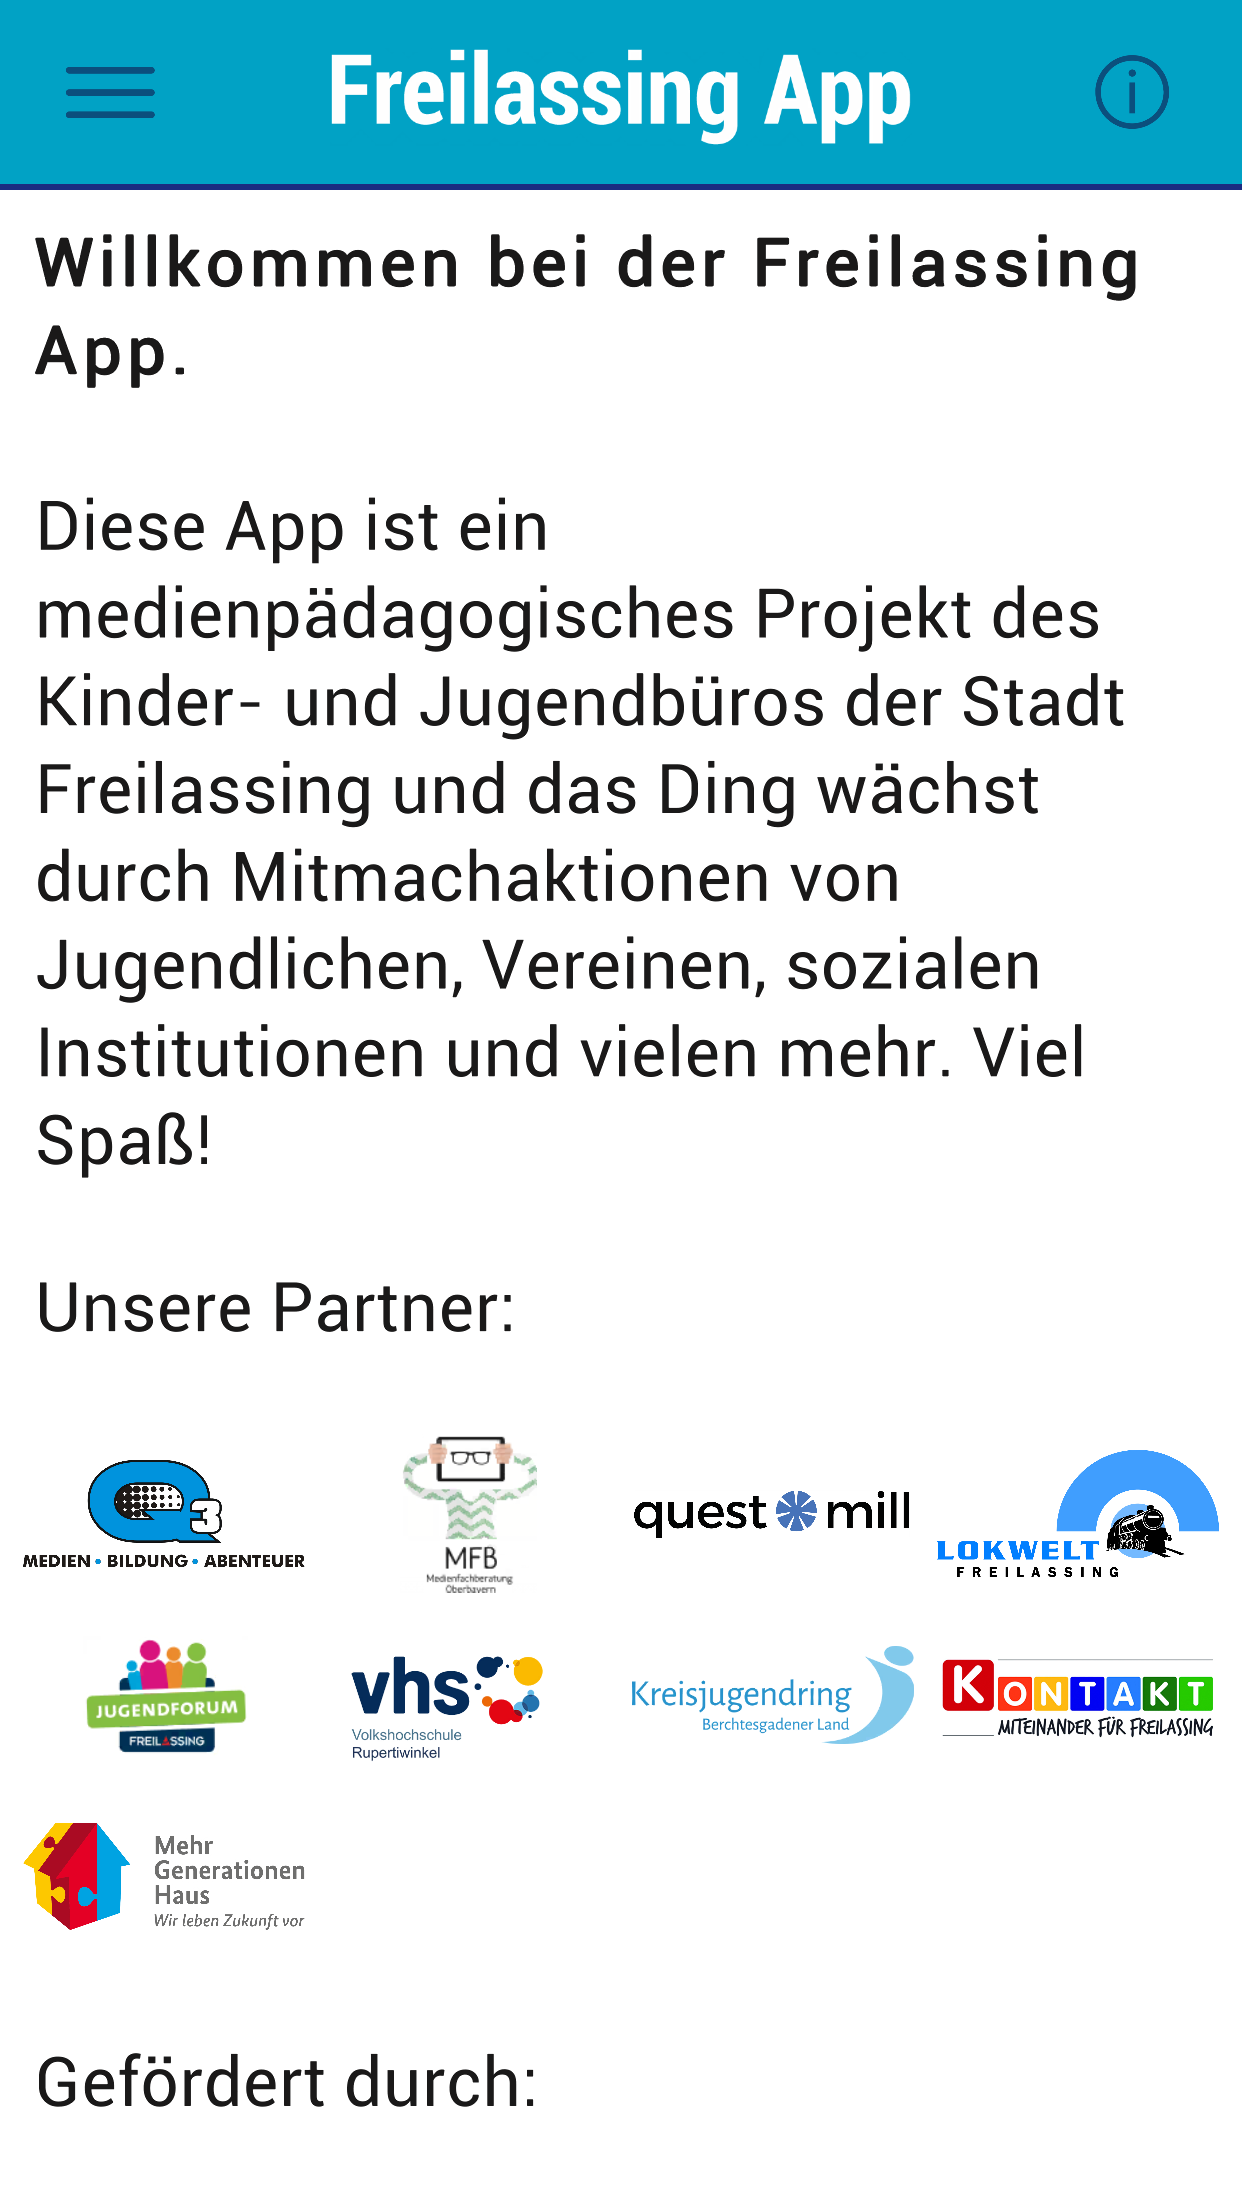 Freilassing App
Willkommen bei der Freilassing
App.
Diese App ist ein
medienpädagogisches Projekt des
Kinder- und Jugendbüros der Stadt
Freilassing und das Ding wächst
durch Mitmachaktionen von
Jugendlichen, Vereinen, sozialen
Institutionen und vielen mehr. Viel
Spaß!
Unsere Partner:
Q3
MEDIEN • BILDUNG • ABENTEUER
MFB
Medienfachberatung
Oberbayern
quest mill
LOKWELT
FREILASSING
JUGENDFORUM
FREILASSING
vhs
Volkshochschule
Rupertiwinkel
Kreisjugendring
Berchtesgadener Land
KONTAKT
MITEINANDER FÜR FREILASSING
Mehr
Generationen
Haus
Wir leben Zukunft vor
Gefördert durch: